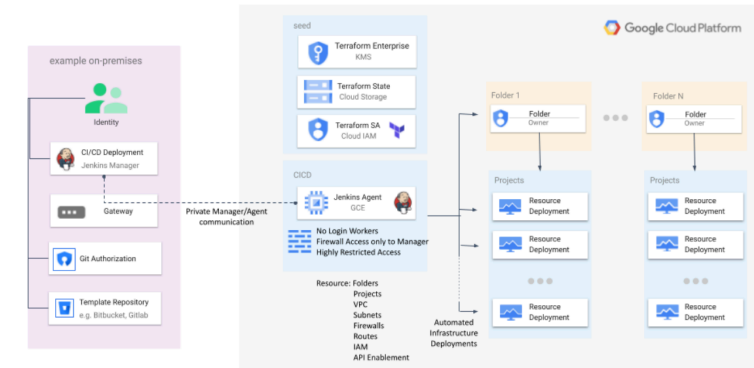 Google Cloud Platform
example on-premises
Identity
CI/CD Deployment
Jenkins Manager
Gateway
Git Authorization
Template Repository
e.g. Bitbucket, Gitlab
Private Manager/Agent
communication
seed
Terraform Enterprise
KMS
Terraform State
Cloud Storage
Terraform SA
Cloud IAM
CICD
Jenkins Agent
GCE
No Login Workers
Firewall Access only to Manager
Highly Restricted Access
Resource: Folders
Projects
VPC
Subnets
Firewalls
Routes
IAM
API Enablement
Automated
Infrastructure
Deployments
Folder 1
Folder
Owner
Projects
Resource
Deployment
Resource
Deployment
Resource
Deployment
Folder N
Folder
Owner
Projects
Resource
Deployment
Resource
Deployment
Resource
Deployment